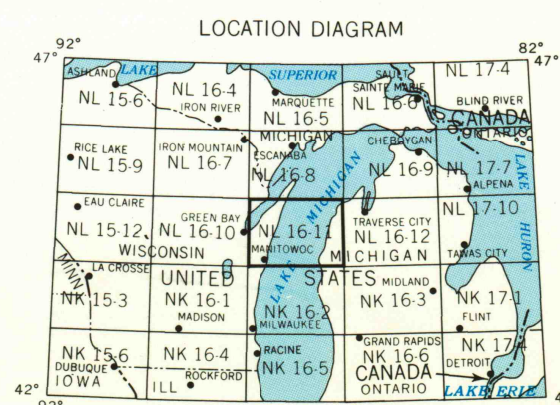 LOCATION DIAGRAM
92°
82°
47°
47°
ASHLAND
LAKE
SUPERIOR
SAULT
SAINTE MARIE
NL 17-4
NL 15-6
NL 16-4
IRON RIVER
NL 16-5
MARQUETTE
NL 16-6
BLIND RIVER
CANADA
ONTARIO
MICHIGAN
RICE LAKE
NL 15-9
IRON MOUNTAIN
NL 16-7
ESCANABA
NL 16-8
CHEBOYGAN
NL 16-9
NL 17-7
ALPENA
LAKE
HURON
EAU CLAIRE
NL 15-12
GREEN BAY
NL 16-10
NL 16-11
MANITOWOC
LAKE MICHIGAN
TRAVERSE CITY
NL 16-12
NL 17-10
TAWAS CITY
WISCONSIN
MICHIGAN
MINN
LA CROSSE
NK 15-3
UNITED STATES
NK 16-1
MADISON
NK 16-2
MILWAUKEE
NK 16-3
MIDLAND
NK 17-1
FLINT
NK 15-6
DUBUQUE
IOWA
NK 16-4
ROCKFORD
ILL
RACINE
NK 16-5
GRAND RAPIDS
NK 16-6
CANADA
ONTARIO
NK 17-4
DETROIT
LAKE ERIE
42°